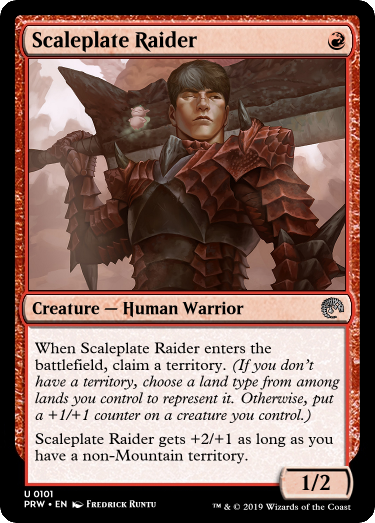 Scaleplate Raider
Creature — Human Warrior
When Scaleplate Raider enters the
battlefield, claim a territory. (If you don't
have a territory, choose a land type from among
lands you control to represent it. Otherwise, put
a +1/+1 counter on a creature you control.)
Scaleplate Raider gets +2/+1 as long as you
have a non-Mountain territory.
1/2
U 0101
PRW • EN Fredrick Runtu
™ & © 2019 Wizards of the Coast